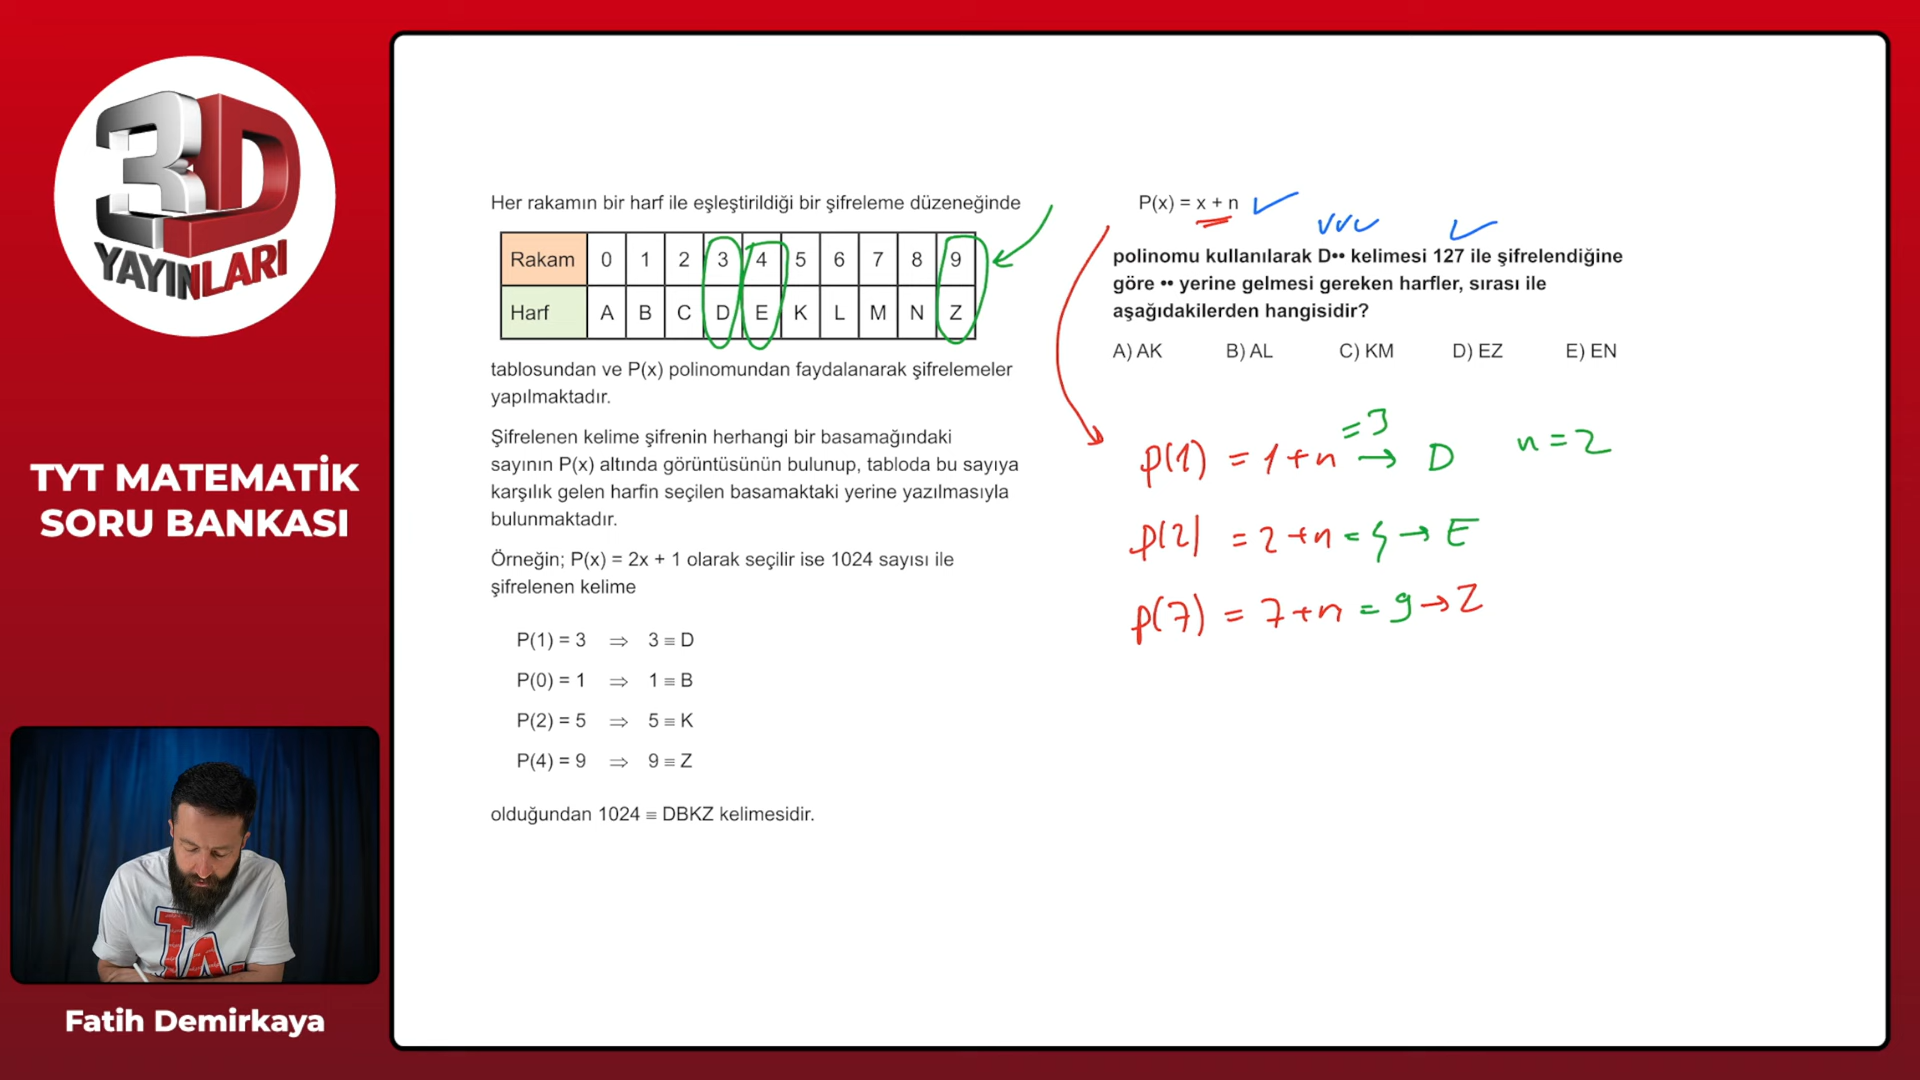 3D
YAYINLARI
TYT MATEMATİK
SORU BANKASI
Fatih Demirkaya
Her rakamın bir harf ile eşleştirildiği bir şifreleme düzeneğinde
Rakam 0 1 2 3 4 5 6 7 8 9
Harf A B C D E K L M N Z
tablosundan ve P(x) polinomundan faydalanarak şifrelemeler
yapılmaktadır.
Şifrelenen kelime şifrenin herhangi bir basamağındaki
sayının P(x) altında görüntüsünün bulunup, tabloda bu sayıya
karşılık gelen harfin seçilen basamaktaki yerine yazılmasıyla
bulunmaktadır.
Örneğin; P(x) = 2x + 1 olarak seçilir ise 1024 sayısı ile
şifrelenen kelime
P(1) = 3 ⇒ 3 ≡ D
P(0) = 1 ⇒ 1 ≡ B
P(2) = 5 ⇒ 5 ≡ K
P(4) = 9 ⇒ 9 ≡ Z
olduğundan 1024 ≡ DBKZ kelimesidir.
P(x) = x + n
polinomu kullanılarak D•• kelimesi 127 ile şifrelendiğine
göre •• yerine gelmesi gereken harfler, sırası ile
aşağıdakilerden hangisidir?
A) AK B) AL C) KM D) EZ E) EN
P(1) = 1+n =3 → D n = 2
P(2) = 2+n = 4 → E
P(7) = 7+n = 9 → Z